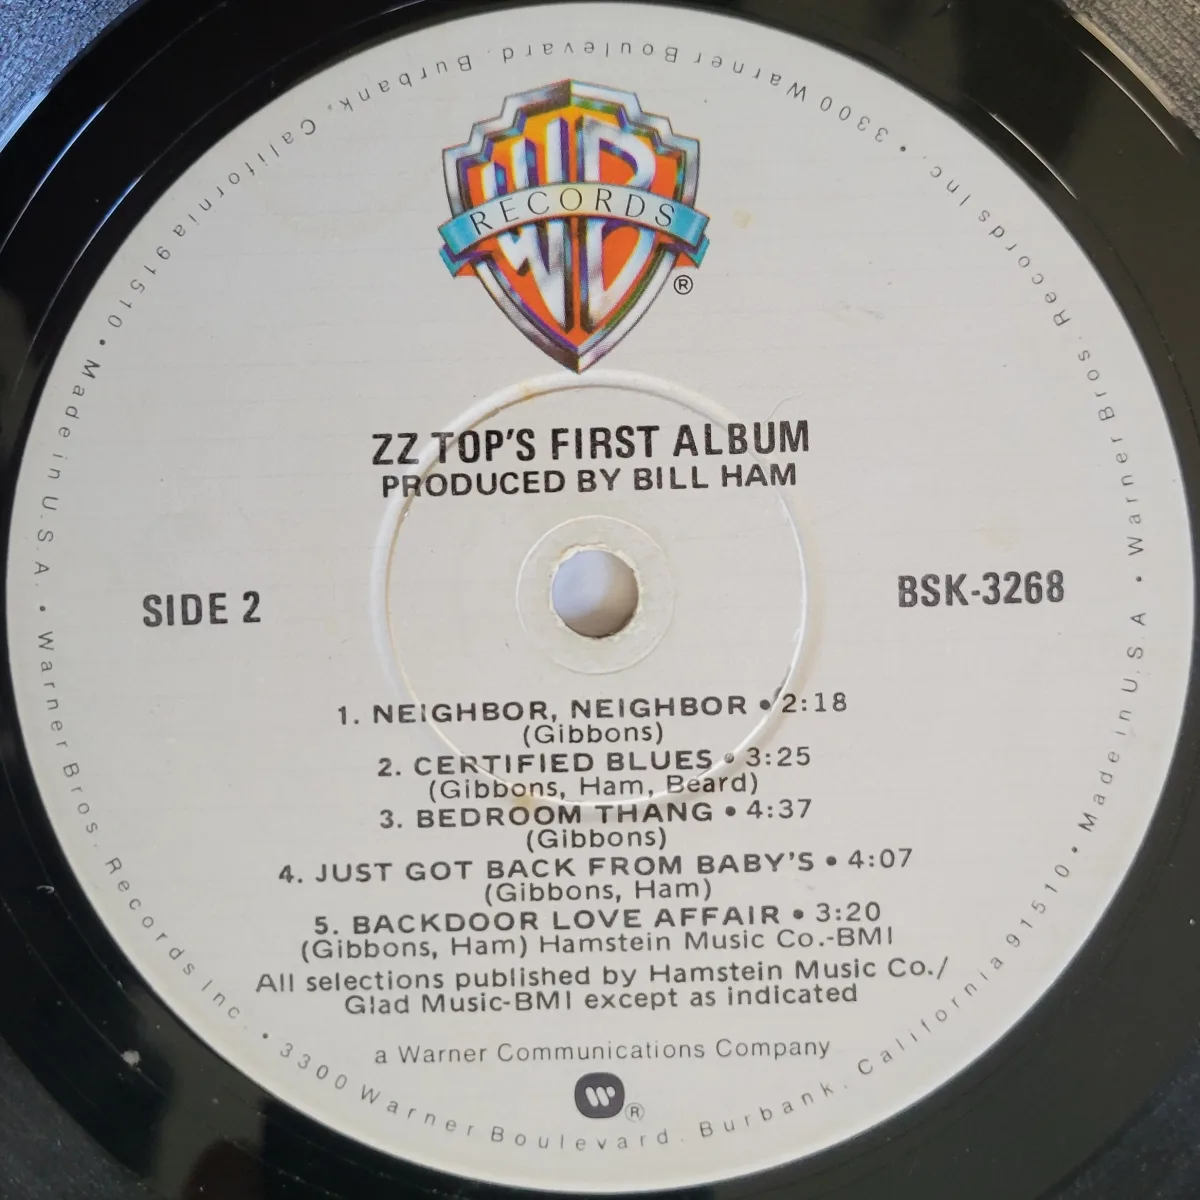 WB
RECORDS
®
ZZ TOP'S FIRST ALBUM
PRODUCED BY BILL HAM
SIDE 2
BSK-3268
1. NEIGHBOR, NEIGHBOR • 2:18
(Gibbons)
2. CERTIFIED BLUES • 3:25
(Gibbons, Ham, Beard)
3. BEDROOM THANG • 4:37
(Gibbons)
4. JUST GOT BACK FROM BABY'S • 4:07
(Gibbons, Ham)
5. BACKDOOR LOVE AFFAIR • 3:20
(Gibbons, Ham) Hamstein Music Co.-BMI
All selections published by Hamstein Music Co./
Glad Music-BMI except as indicated
a Warner Communications Company
W ®
Warner Bros. Records Inc. • 3300 Warner Boulevard. Burbank. California 91510 • Made in U.S.A. • Warner Bros. Records Inc. • 3300 Warner Boulevard. Burbank, California 91510 • Made in U.S.A. •